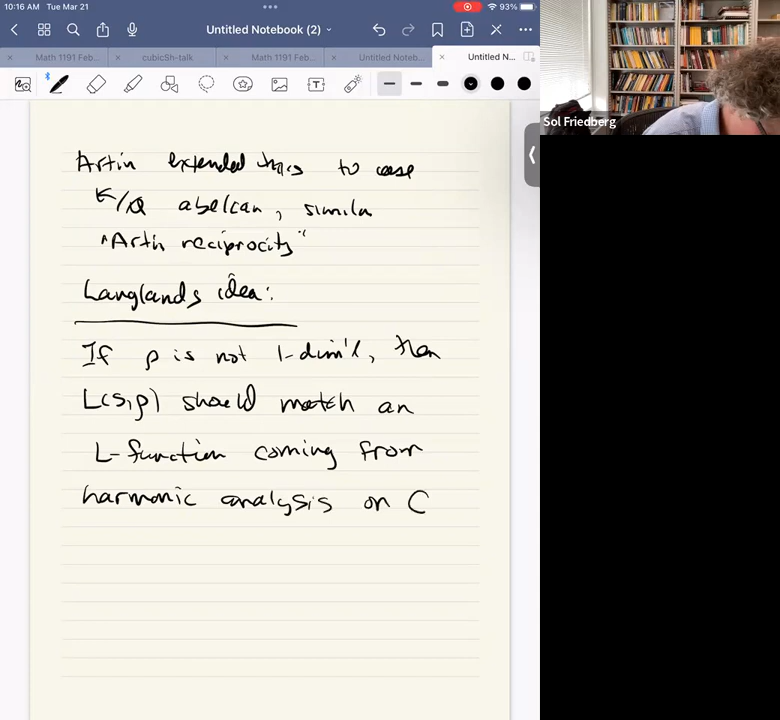 10:16 AM Tue Mar 21
93%
Untitled Notebook (2)
Math 1191 Feb...
cubicSh-talk
Math 1191 Feb...
Untitled Noteb...
Untitled N...
Sol Friedberg
Artin extended this to case
K/Q abelian, similar
"Artin reciprocity"
Langlands idea:
If ρ is not 1-dim'l, then
L(s,ρ) should match an
L-function coming from
harmonic analysis on C